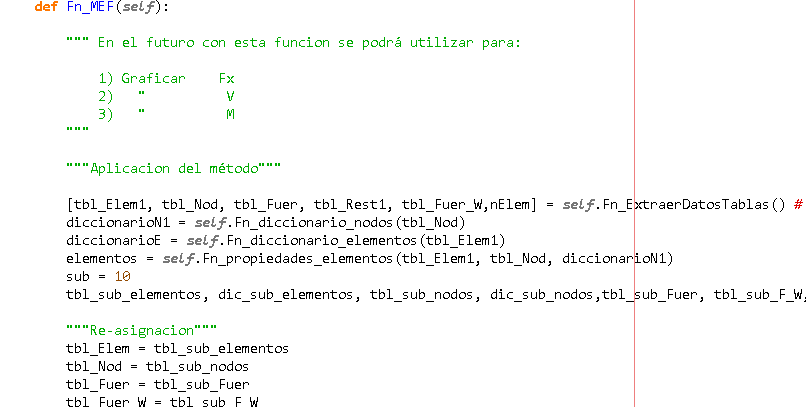 def Fn_MEF(self):
""" En el futuro con esta funcion se podrá utilizar para:
1) Graficar Fx
2) " V
3) " M
"""
"""Aplicacion del método"""
[tbl_Elem1, tbl_Nod, tbl_Fuer, tbl_Rest1, tbl_Fuer_W,nElem] = self.Fn_ExtraerDatosTablas() #
diccionarioN1 = self.Fn_diccionario_nodos(tbl_Nod)
diccionarioE = self.Fn_diccionario_elementos(tbl_Elem1)
elementos = self.Fn_propiedades_elementos(tbl_Elem1, tbl_Nod, diccionarioN1)
sub = 10
tbl_sub_elementos, dic_sub_elementos, tbl_sub_nodos, dic_sub_nodos,tbl_sub_Fuer, tbl_sub_F_W,
"""Re-asignacion"""
tbl_Elem = tbl_sub_elementos
tbl_Nod = tbl_sub_nodos
tbl_Fuer = tbl_sub_Fuer
tbl_Fuer_W = tbl_sub_F_W